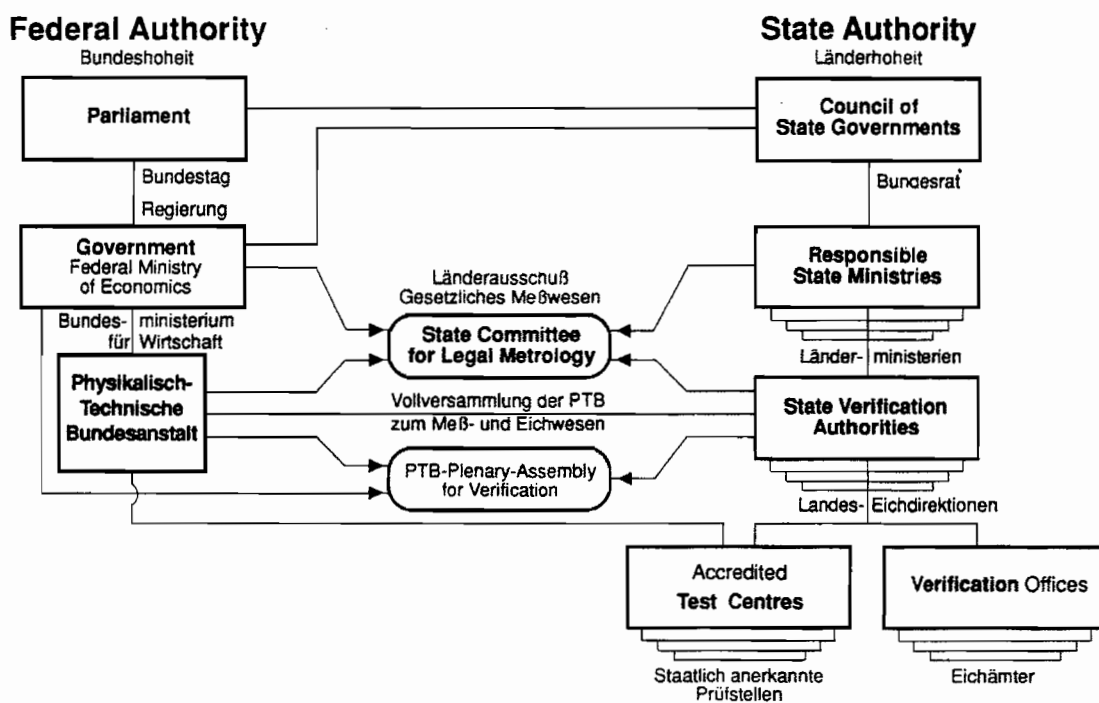 Federal Authority
Bundeshoheit
State Authority
Länderhoheit
Parliament
Council of
State Governments
Bundestag
Bundesrat
Regierung
Government
Federal Ministry
of Economics
Responsible
State Ministries
Länderausschuß
Gesetzliches Meßwesen
State Committee
for Legal Metrology
Bundes- ministerium
für Wirtschaft
Länder- ministerien
Physikalisch-
Technische
Bundesanstalt
Vollversammlung der PTB
zum Meß- und Eichwesen
State Verification
Authorities
PTB-Plenary-Assembly
for Verification
Landes- Eichdirektionen
Accredited
Test Centres
Verification Offices
Staatlich anerkannte
Prüfstellen
Eichämter